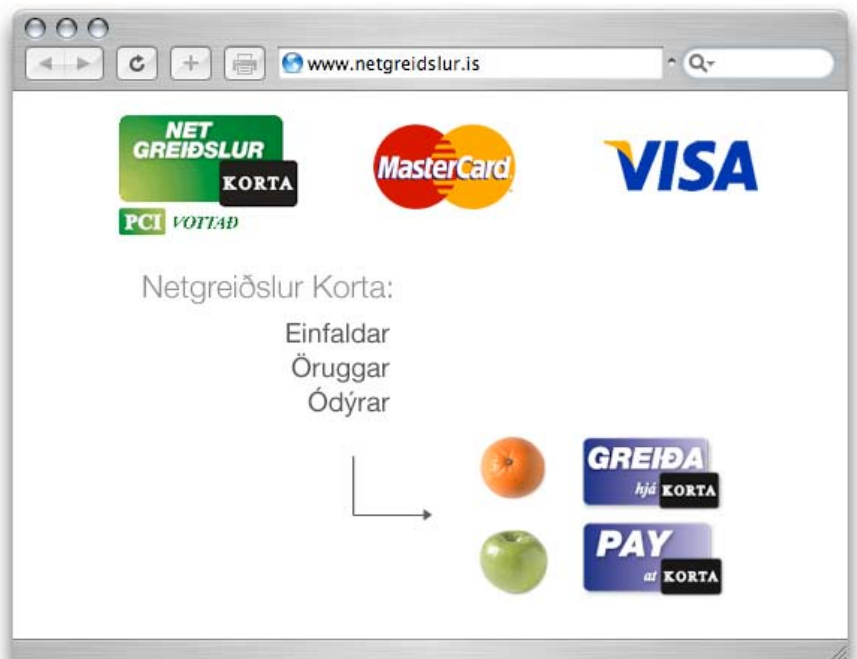 www.netgreidslur.is
NET
GREIÐSLUR
KORTA
PCI VOTTAÐ
MasterCard
VISA
Netgreiðslur Korta:
Einfaldar
Öruggar
Ódýrar
GREIÐA
hjá KORTA
PAY
at KORTA